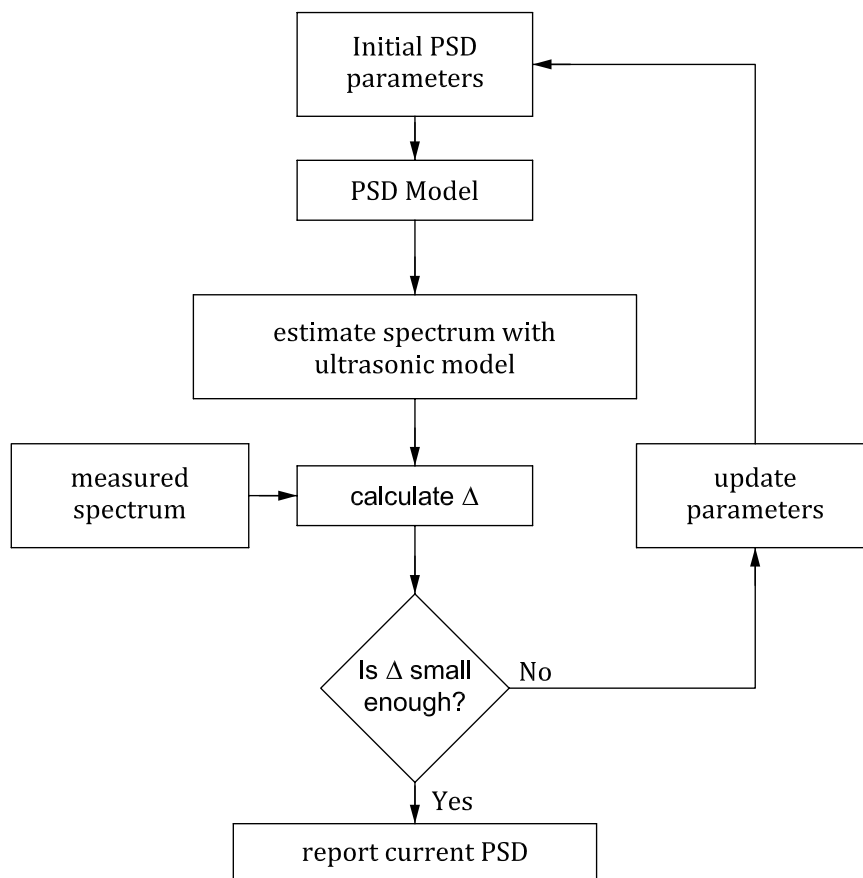 Initial PSD
parameters
PSD Model
estimate spectrum with
ultrasonic model
measured
spectrum
calculate Δ
update
parameters
Is Δ small
enough?
No
Yes
report current PSD